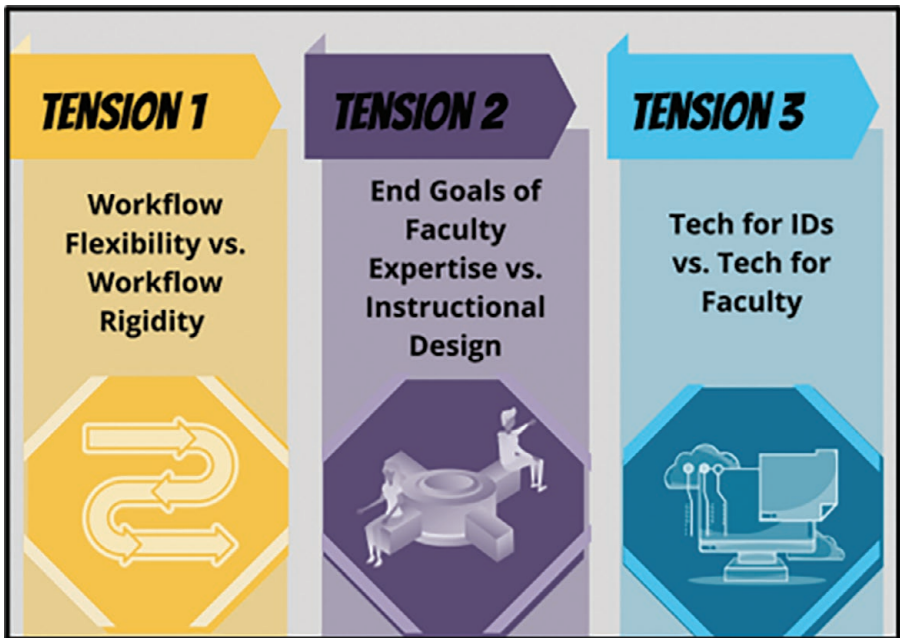 TENSION 1
Workflow
Flexibility vs.
Workflow
Rigidity
TENSION 2
End Goals of
Faculty
Expertise vs.
Instructional
Design
TENSION 3
Tech for IDs
vs. Tech for
Faculty